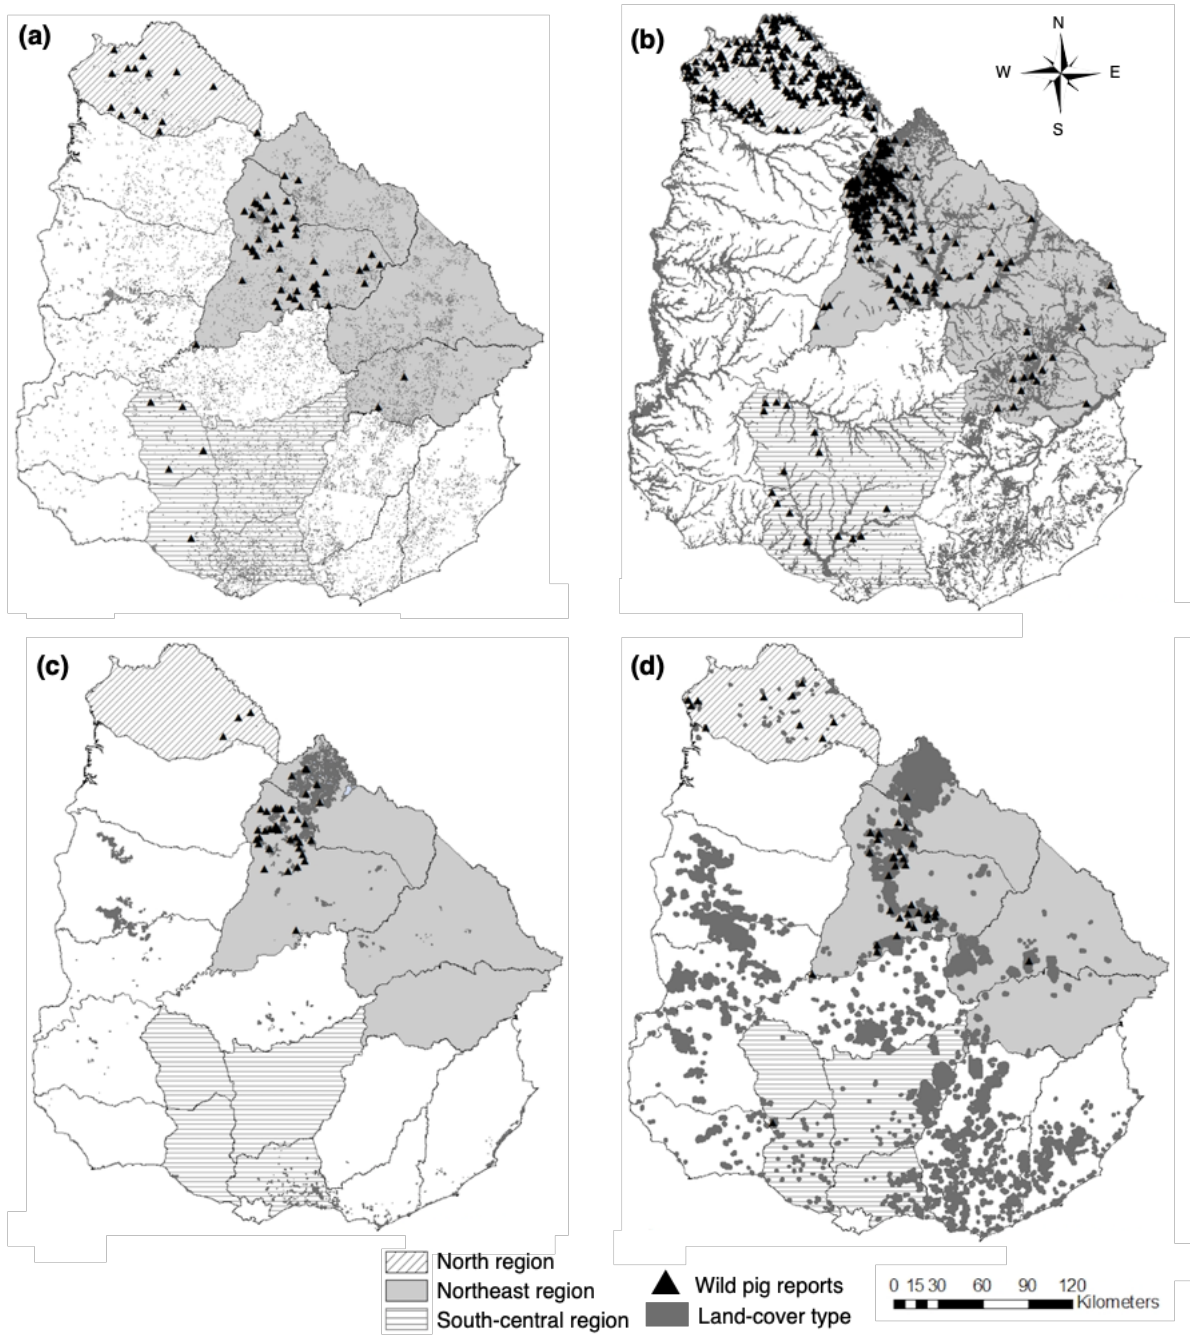 (a)
(b)
N
W E
S
(c)
(d)
North region
Northeast region
South-central region
Wild pig reports
Land-cover type
0 15 30 60 90 120
Kilometers